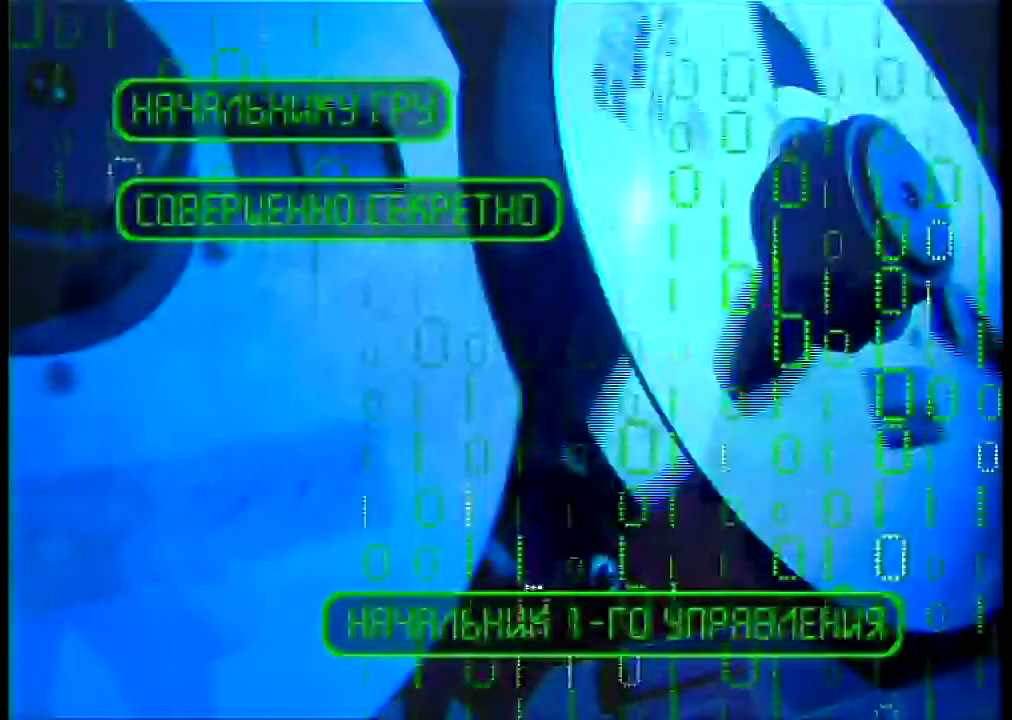 НАЧАЛЬНИКУ ГРУ
СОВЕРШЕННО СЕКРЕТНО
НАЧАЛЬНИК 1-ГО УПРАВЛЕНИЯ